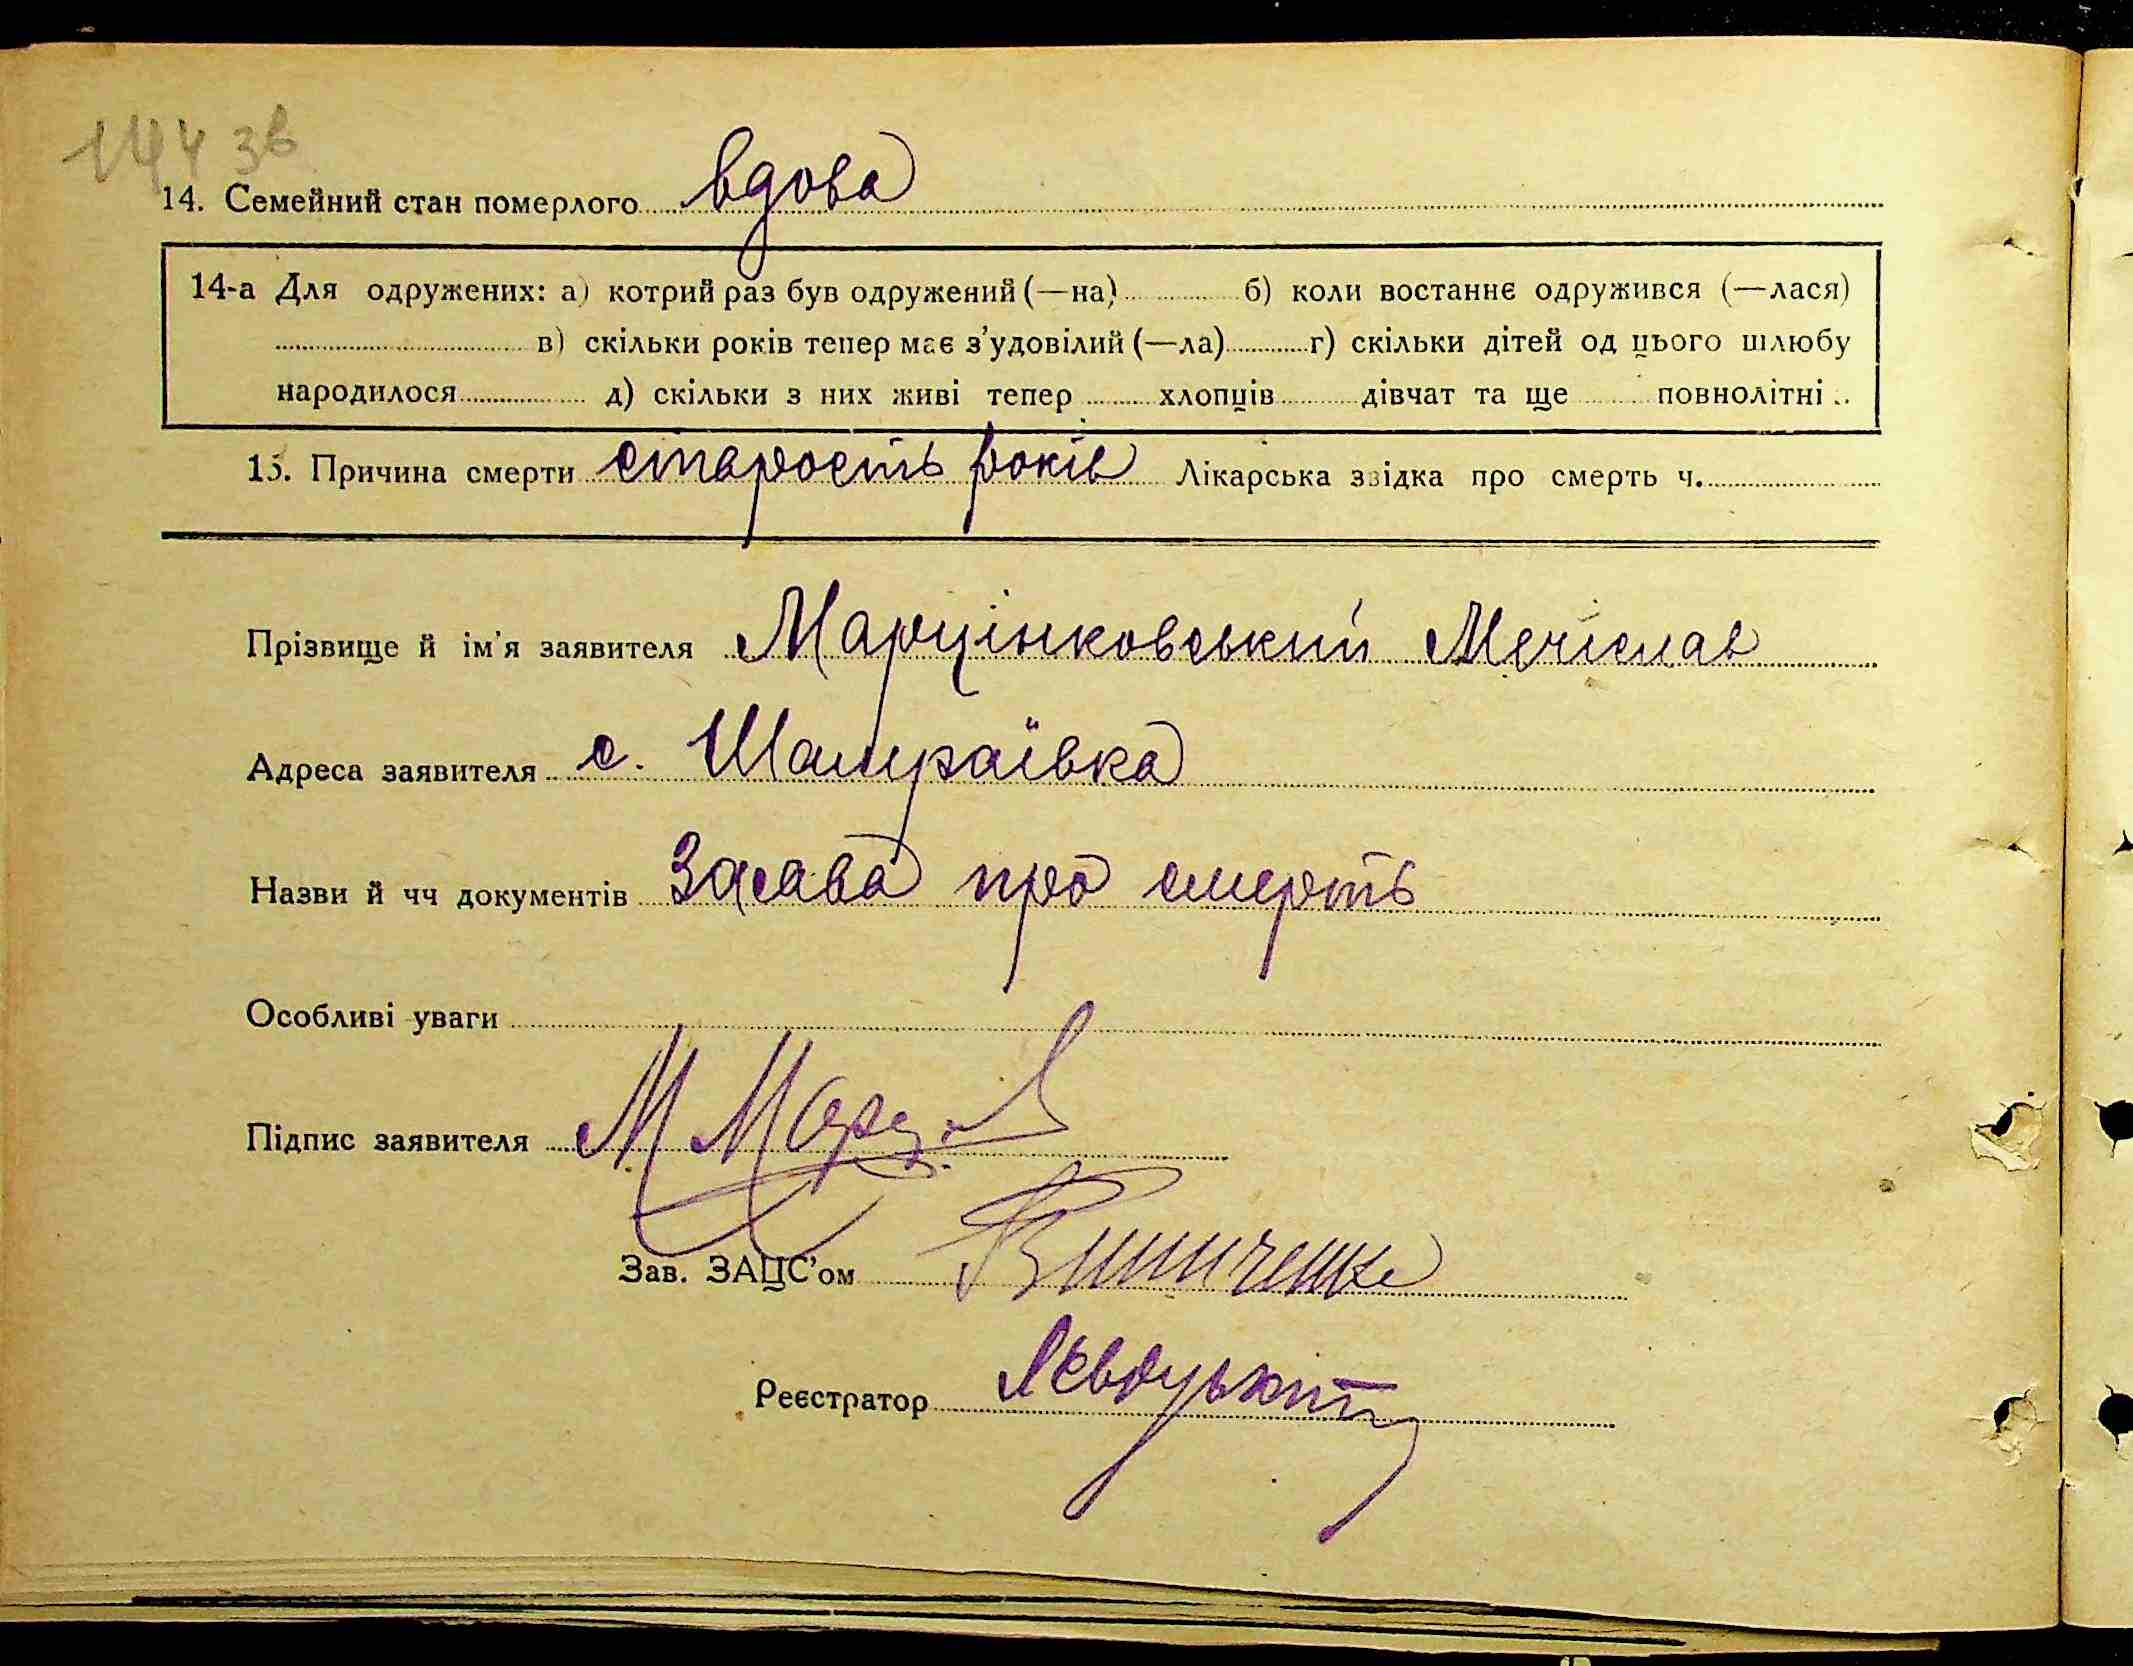 144 зв
14. Семейний стан померлого вдова
14-а Для одружених: а) котрий раз був одружений (—на) б) коли востаннє одружився (—лася)
в) скільки років тепер має з'удовілий (—ла) г) скільки дітей од цього шлюбу
народилося д) скільки з них живі тепер хлопців дівчат та ще повнолітні
15. Причина смерти старость років Лікарська звідка про смерть ч.
Прізвище й ім'я заявителя Марцінковський Мечіслав
Адреса заявителя с. Шамраївка
Назви й чч документів Заява про смерть
Особливі уваги
Підпис заявителя М Марц
Зав. ЗАЦС'ом
Реєстратор